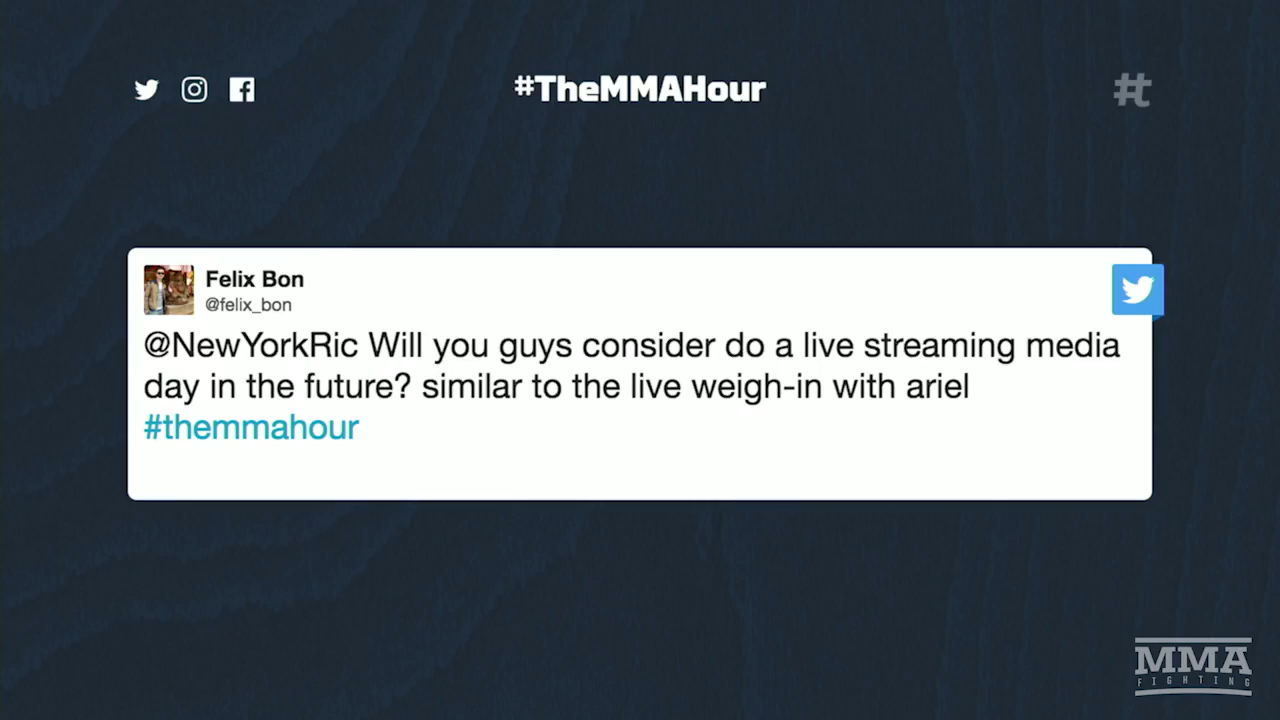 #TheMMAHour
Felix Bon
@felix_bon
@NewYorkRic Will you guys consider do a live streaming media
day in the future? similar to the live weigh-in with ariel
#themmahour
MMA
FIGHTING